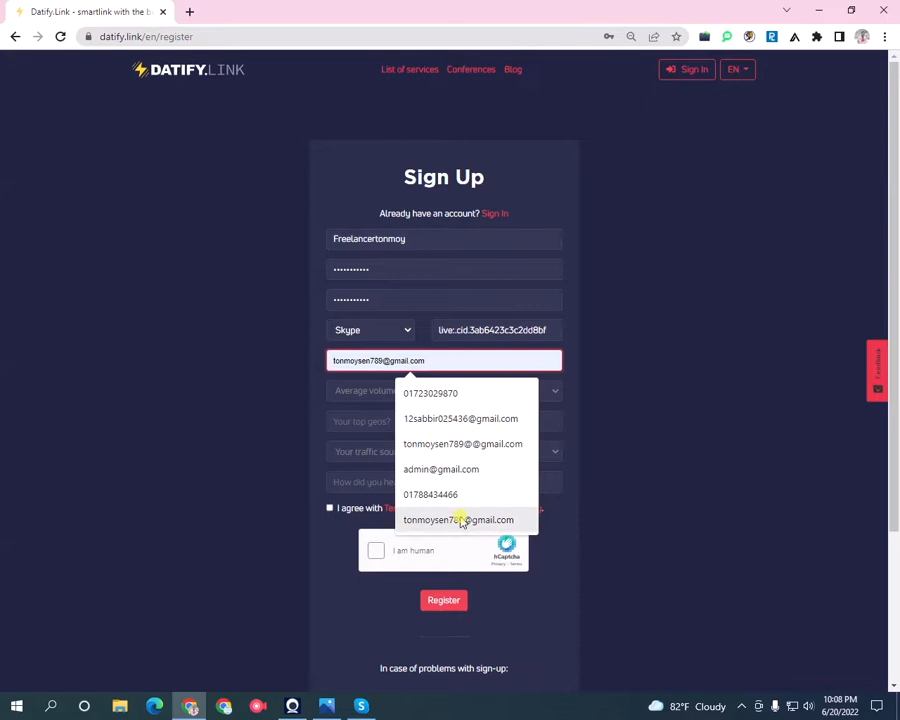 Datify.Link - smartlink with the b
datify.link/en/register
DATIFY.LINK
List of services
Conferences
Blog
Sign In
EN
Sign Up
Already have an account? Sign In
Freelancertonmoy
•••••••••••
•••••••••••
Skype
live:.cid.3ab6423c3c2dd8bf
tonmoysen789@gmail.com
Average volum
01723029870
12sabbir025436@gmail.com
Your top geos?
tonmoysen789@@gmail.com
Your traffic sou
admin@gmail.com
How did you hea
01788434466
I agree with
tonmoysen789@gmail.com
I am human
hCaptcha
Privacy - Terms
Register
In case of problems with sign-up:
Feedback
82°F Cloudy
10:08 PM
6/20/2022